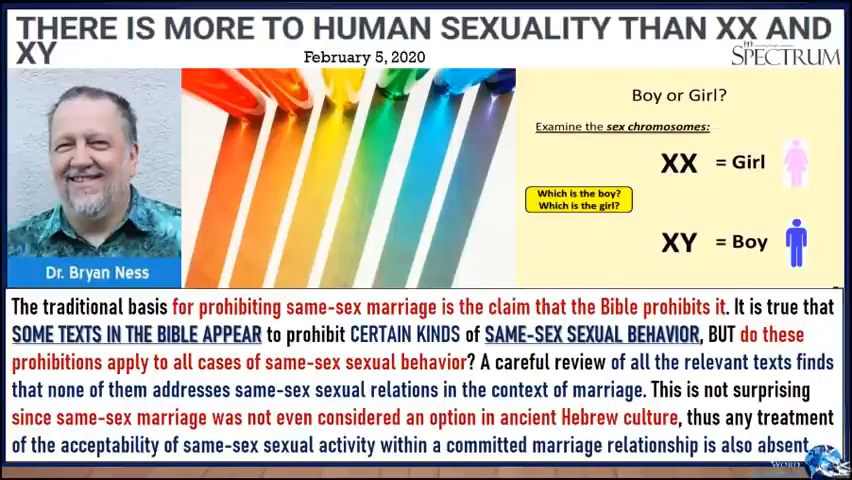 THERE IS MORE TO HUMAN SEXUALITY THAN XX AND
XY
February 5, 2020
SPECTRUM
Dr. Bryan Ness
Boy or Girl?
Examine the sex chromosomes:
XX = Girl
Which is the boy?
Which is the girl?
XY = Boy
The traditional basis for prohibiting same-sex marriage is the claim that the Bible prohibits it. It is true that
SOME TEXTS IN THE BIBLE APPEAR to prohibit CERTAIN KINDS of SAME-SEX SEXUAL BEHAVIOR, BUT do these
prohibitions apply to all cases of same-sex sexual behavior? A careful review of all the relevant texts finds
that none of them addresses same-sex sexual relations in the context of marriage. This is not surprising
since same-sex marriage was not even considered an option in ancient Hebrew culture, thus any treatment
of the acceptability of same-sex sexual activity within a committed marriage relationship is also absent.
WORD